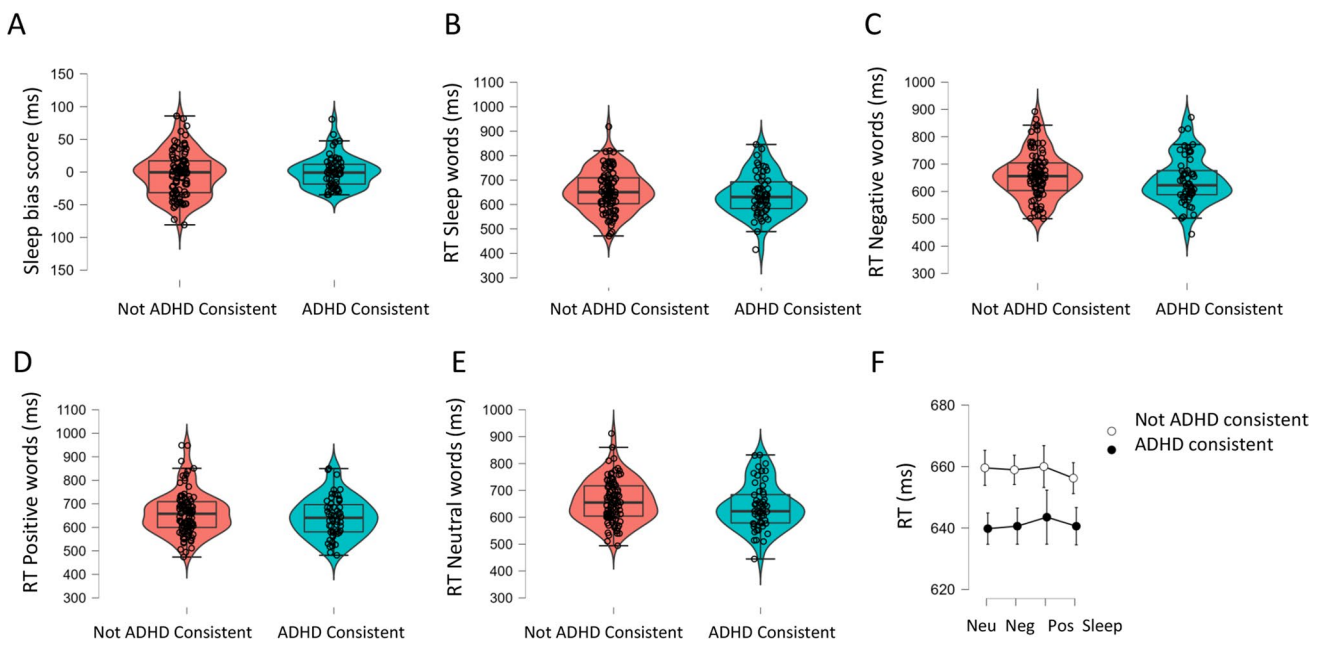 A
Sleep bias score (ms)
150
100
50
0
-50
100
150
Not ADHD Consistent
ADHD Consistent
B
RT Sleep words (ms)
1100
1000
900
800
700
600
500
400
300
Not ADHD Consistent
ADHD Consistent
C
RT Negative words (ms)
1000
900
800
700
600
500
400
300
Not ADHD Consistent
ADHD Consistent
D
RT Positive words (ms)
1100
1000
900
800
700
600
500
400
300
Not ADHD Consistent
ADHD Consistent
E
RT Neutral words (ms)
1000
900
800
700
600
500
400
300
Not ADHD Consistent
ADHD Consistent
F
RT (ms)
680
660
640
620
Neu Neg Pos Sleep
Not ADHD consistent
ADHD consistent